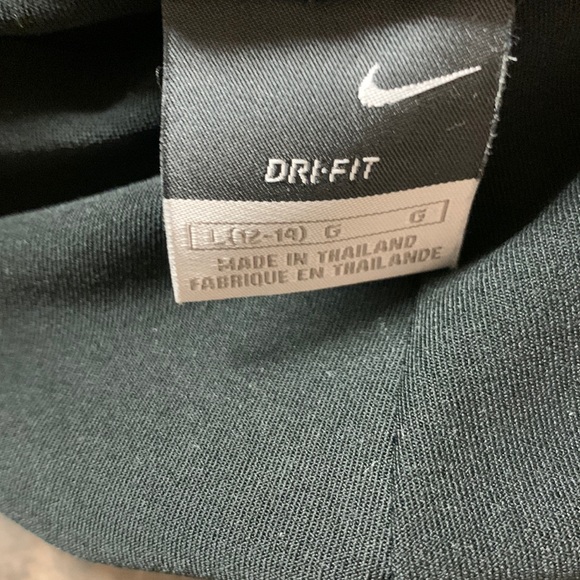 DRI·FIT
L (12-14) G G
MADE IN THAILAND
FABRIQUE EN THAILANDE